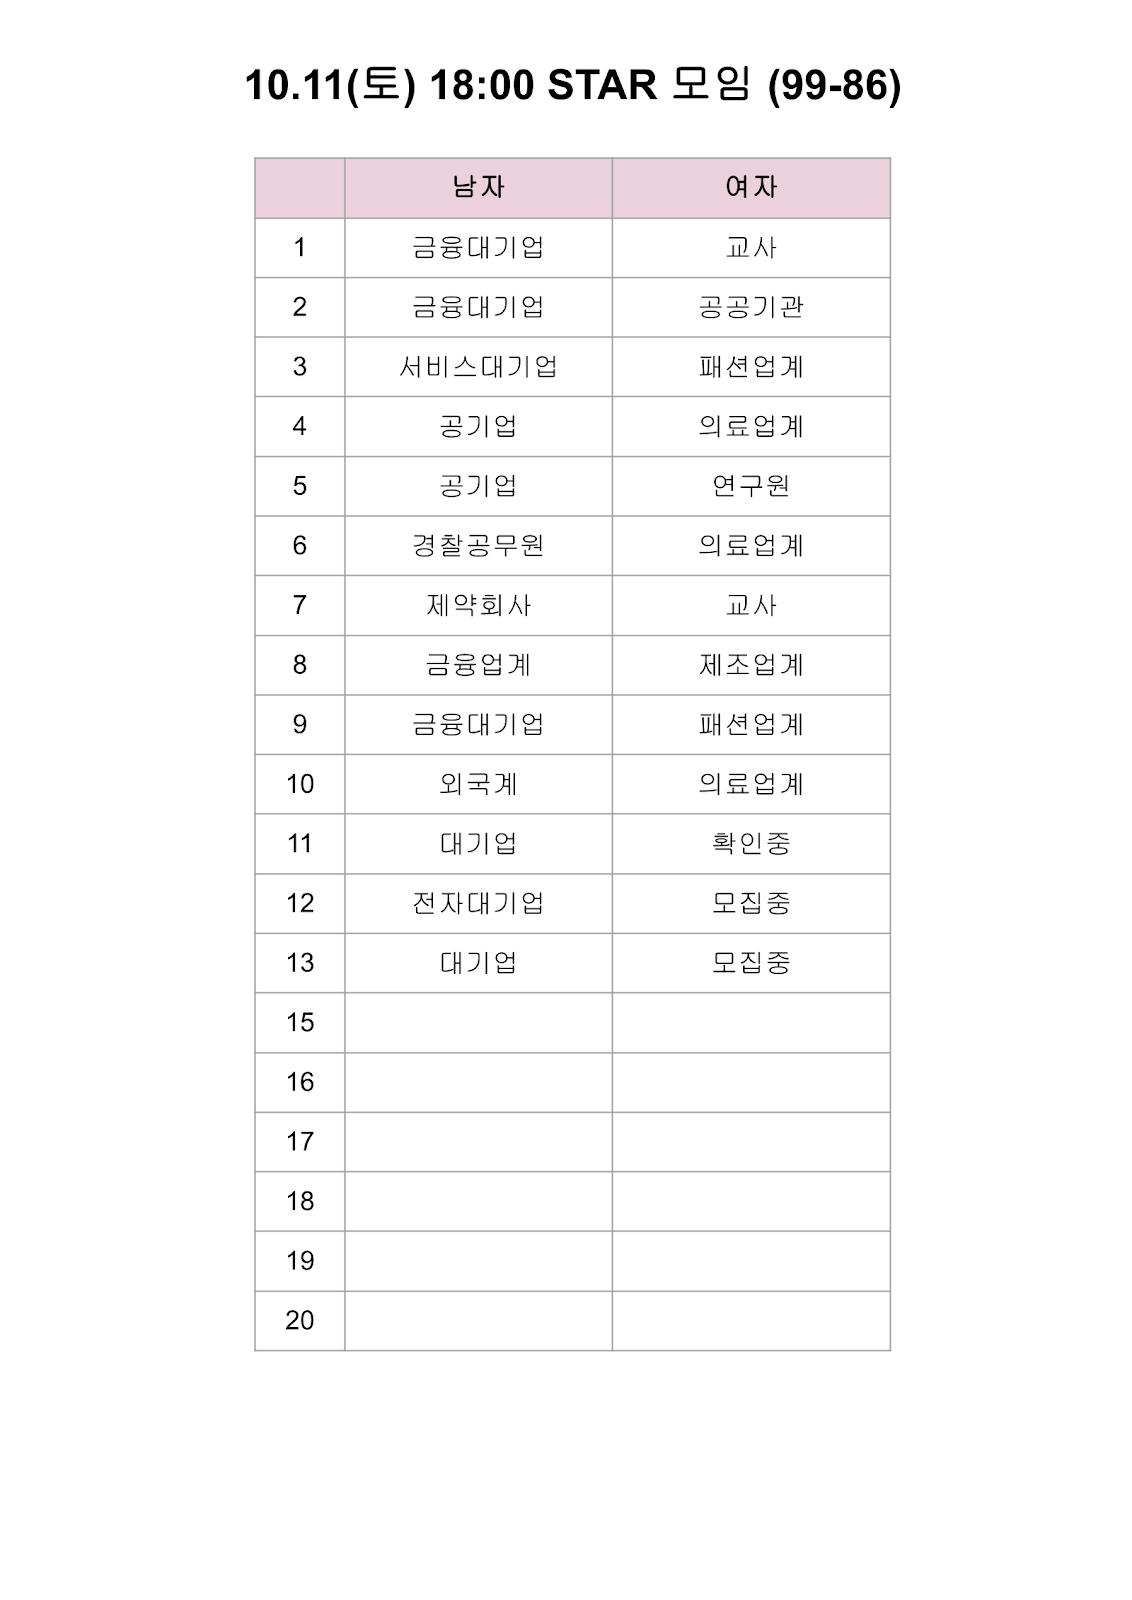 10.11(토) 18:00 STAR 모임 (99-86)
남자 여자
1 금융대기업 교사
2 금융대기업 공공기관
3 서비스대기업 패션업계
4 공기업 의료업계
5 공기업 연구원
6 경찰공무원 의료업계
7 제약회사 교사
8 금융업계 제조업계
9 금융대기업 패션업계
10 외국계 의료업계
11 대기업 확인중
12 전자대기업 모집중
13 대기업 모집중
15
16
17
18
19
20